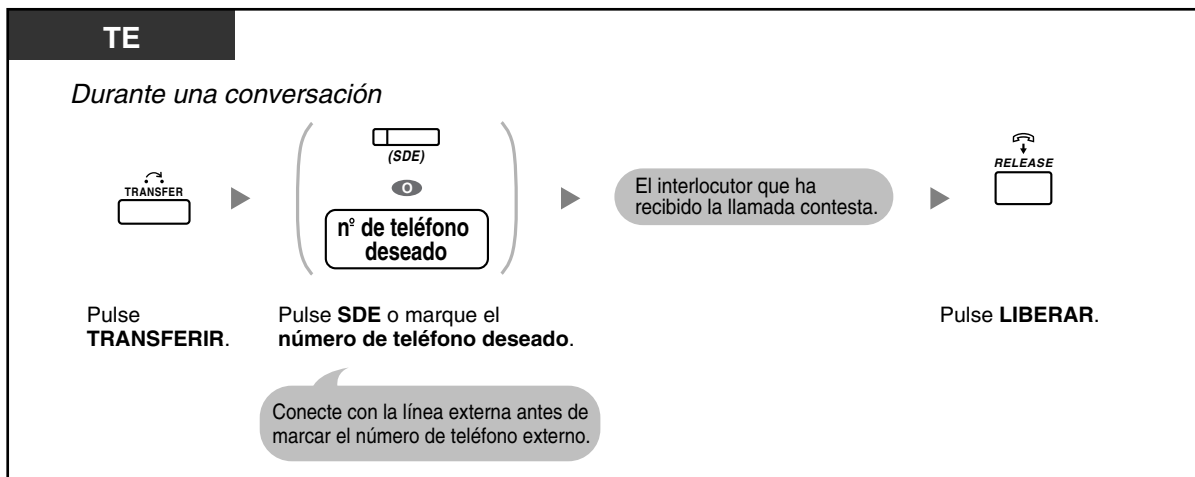 TE
Durante una conversación
TRANSFER
(SDE)
O
nº de teléfono
deseado
El interlocutor que ha
recibido la llamada contesta.
RELEASE
Pulse
TRANSFERIR.
Pulse SDE o marque el
número de teléfono deseado.
Pulse LIBERAR.
Conecte con la línea externa antes de
marcar el número de teléfono externo.